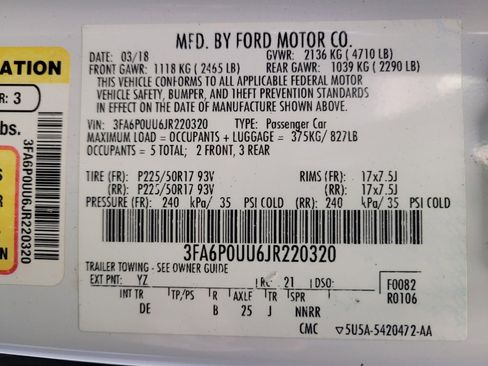 ATION
R: 3
bs.
3FA6P0UU6JR220320
MFD. BY FORD MOTOR CO.
DATE: 03/18 GVWR: 2136 KG ( 4710 LB)
FRONT GAWR: 1118 KG ( 2465 LB) REAR GAWR: 1039 KG ( 2290 LB)
THIS VEHICLE CONFORMS TO ALL APPLICABLE FEDERAL MOTOR
VEHICLE SAFETY, BUMPER, AND THEFT PREVENTION STANDARDS
IN EFFECT ON THE DATE OF MANUFACTURE SHOWN ABOVE.
VIN: 3FA6P0UU6JR220320 TYPE: Passenger Car
MAXIMUM LOAD = OCCUPANTS + LUGGAGE = 375KG/ 827LB
OCCUPANTS = 5 TOTAL; 2 FRONT, 3 REAR
TIRE (FR): P225/50R17 93V RIMS (FR): 17x7.5J
(RR): P225/50R17 93V (RR): 17x7.5J
PRESSURE (FR): 240 kPa/ 35 PSI COLD (RR): 240 kPa/ 35 PSI COLD
3FA6P0UU6JR220320
TRAILER TOWING - SEE OWNER GUIDE
EXT PNT: YZ RC: 21 DSO: F0082
INT TR TP/PS R AXLE TR SPR R0106
DE B 25 J NNRR
CMC ▽5U5A-5420472-AA